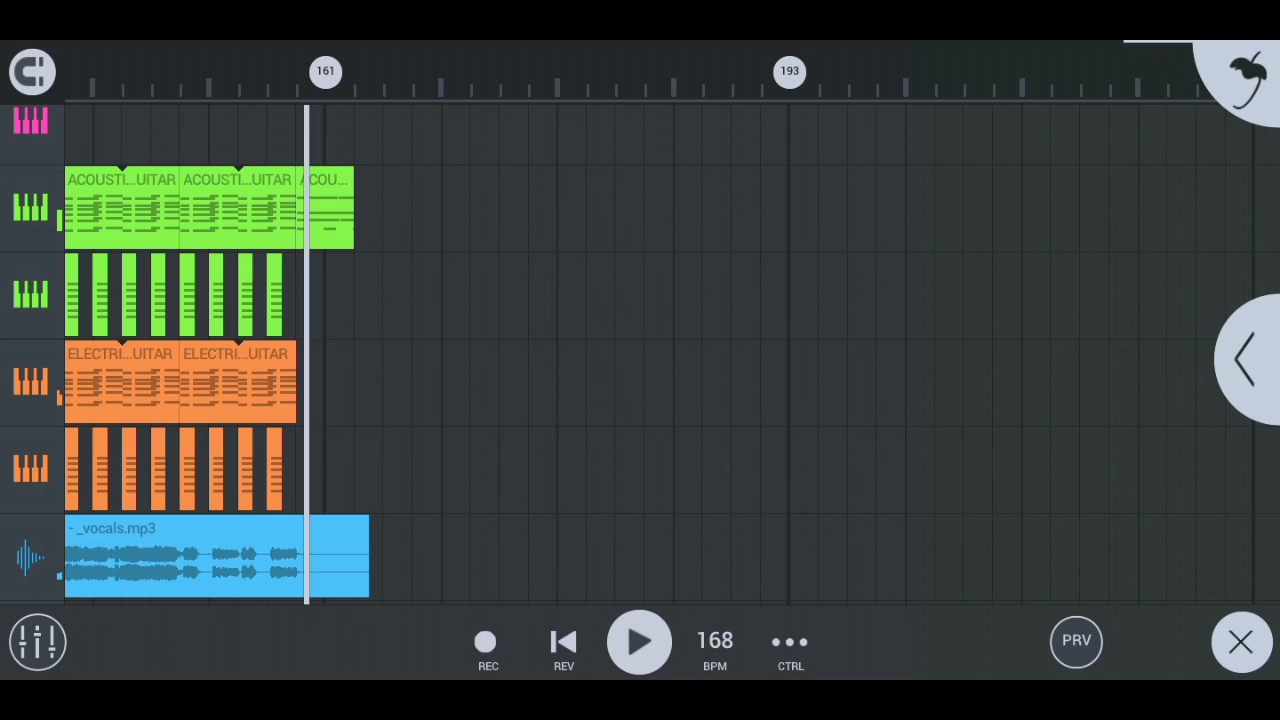 161
193
ACOUSTI...UITAR
ACOUSTI...UITAR
ACOU...
ELECTRI...UITAR
ELECTRI...UITAR
- _vocals.mp3
168
PRV
REC
REV
BPM
CTRL